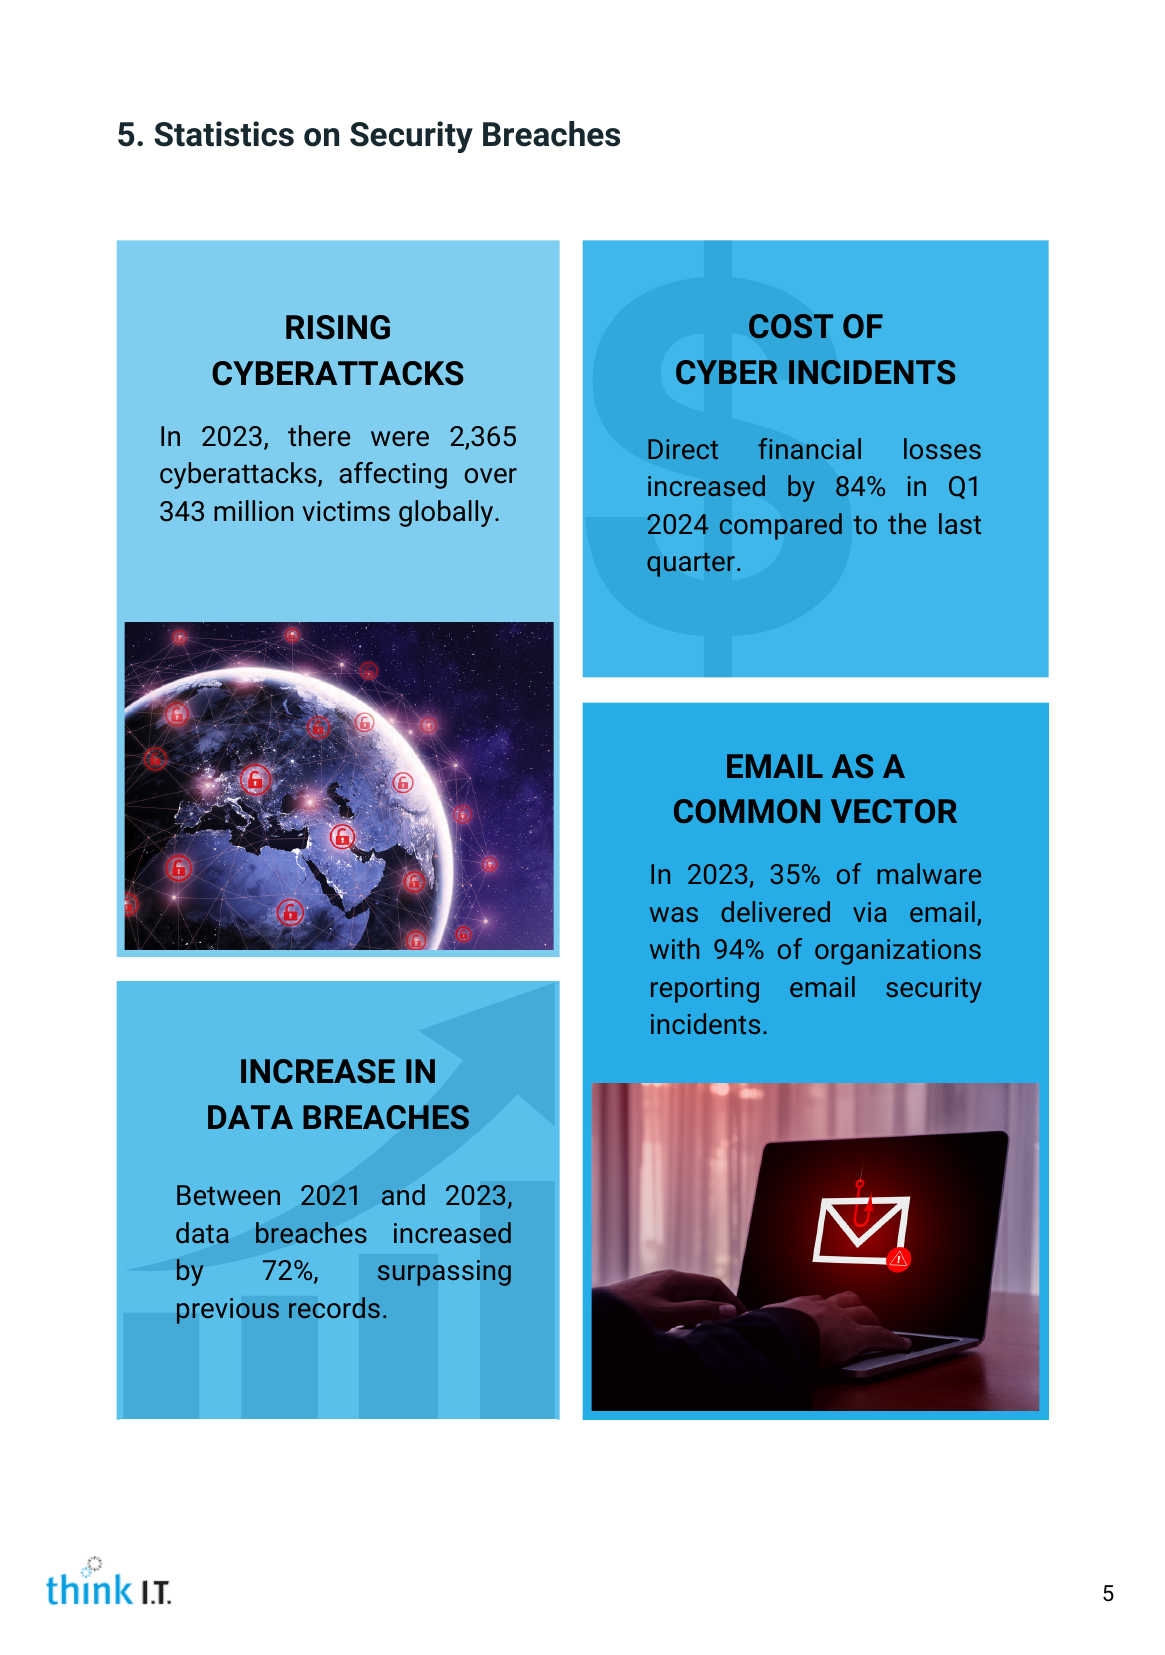 5. Statistics on Security Breaches
RISING
CYBERATTACKS
In 2023, there were 2,365
cyberattacks, affecting over
343 million victims globally.
COST OF
CYBER INCIDENTS
Direct financial losses
increased by 84% in Q1
2024 compared to the last
quarter.
EMAIL AS A
COMMON VECTOR
In 2023, 35% of malware
was delivered via email,
with 94% of organizations
reporting email security
incidents.
INCREASE IN
DATA BREACHES
Between 2021 and 2023,
data breaches increased
by 72%, surpassing
previous records.
think I.T.
5